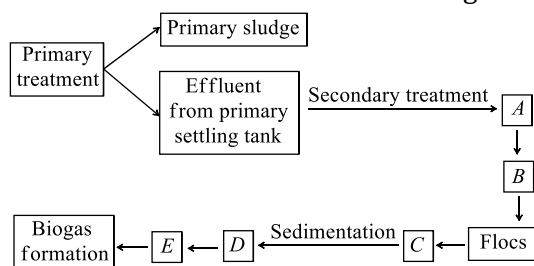 Primary
treatment
Primary sludge
Effluent
from primary
settling tank
Secondary treatment
A
B
Flocs
C
Sedimentation
D
E
Biogas
formation